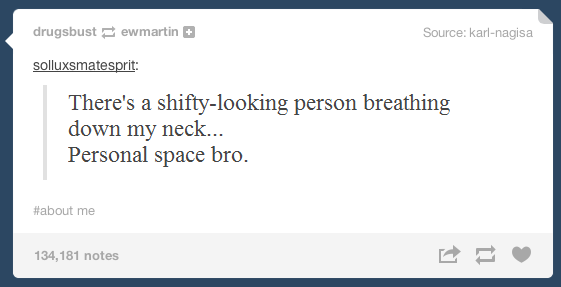 drugsbust ewmartin Source: karl-nagisa
solluxsmatesprit:
There's a shifty-looking person breathing
down my neck...
Personal space bro.
#about me
134,181 notes